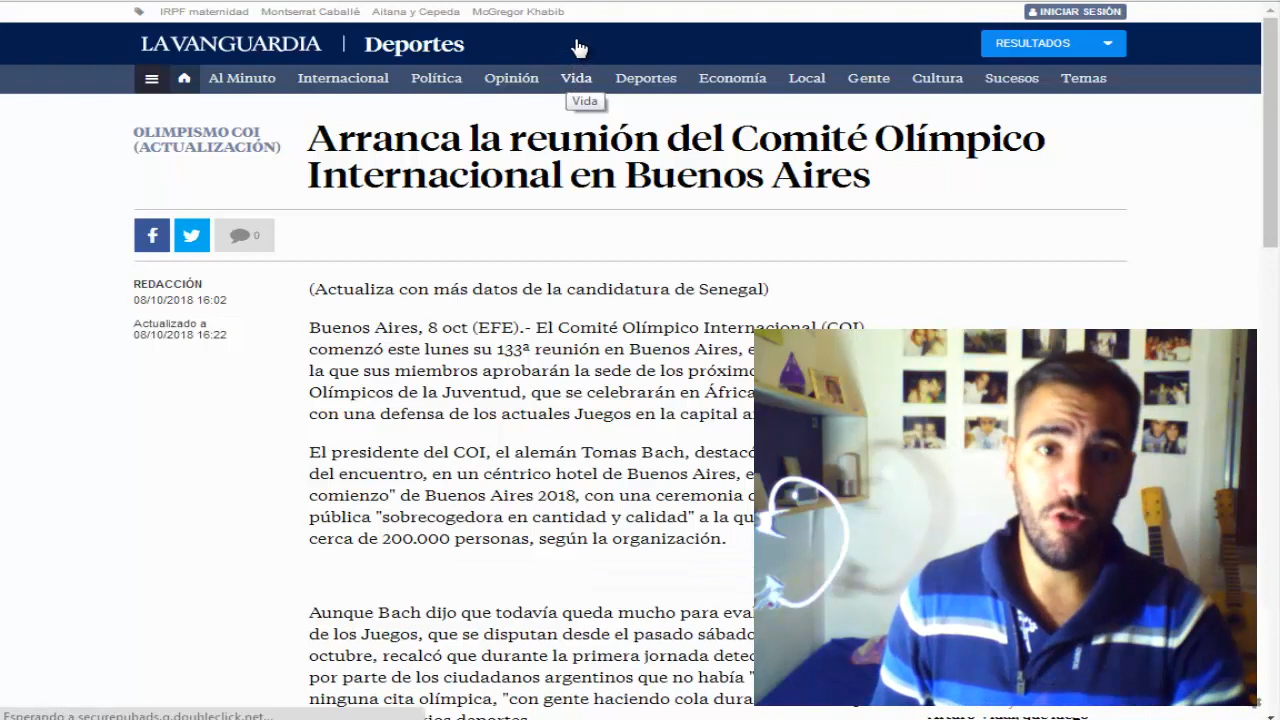 IRPF maternidad Montserrat Caballé Aitana y Cepeda McGregor Khabib
INICIAR SESIÓN
LA VANGUARDIA | Deportes
RESULTADOS
Al Minuto Internacional Política Opinión Vida Deportes Economía Local Gente Cultura Sucesos Temas
Vida
OLIMPISMO COI
(ACTUALIZACIÓN)
Arranca la reunión del Comité Olímpico
Internacional en Buenos Aires
0
REDACCIÓN
08/10/2018 16:02
Actualizado a
08/10/2018 16:22
(Actualiza con más datos de la candidatura de Senegal)
Buenos Aires, 8 oct (EFE).- El Comité Olímpico Internacional (COI)
comenzó este lunes su 133ª reunión en Buenos Aires, e
la que sus miembros aprobarán la sede de los próximo
Olímpicos de la Juventud, que se celebrarán en África
con una defensa de los actuales Juegos en la capital a
El presidente del COI, el alemán Tomas Bach, destacó
del encuentro, en un céntrico hotel de Buenos Aires, e
comienzo" de Buenos Aires 2018, con una ceremonia
pública "sobrecogedora en cantidad y calidad" a la qu
cerca de 200.000 personas, según la organización.
Aunque Bach dijo que todavía queda mucho para eval
de los Juegos, que se disputan desde el pasado sábado
octubre, recalcó que durante la primera jornada detec
por parte de los ciudadanos argentinos que no había "
ninguna cita olímpica, "con gente haciendo cola dura
deportes
Arturo Vidal, que luego
Esperando a securepubads.g.doubleclick.net...